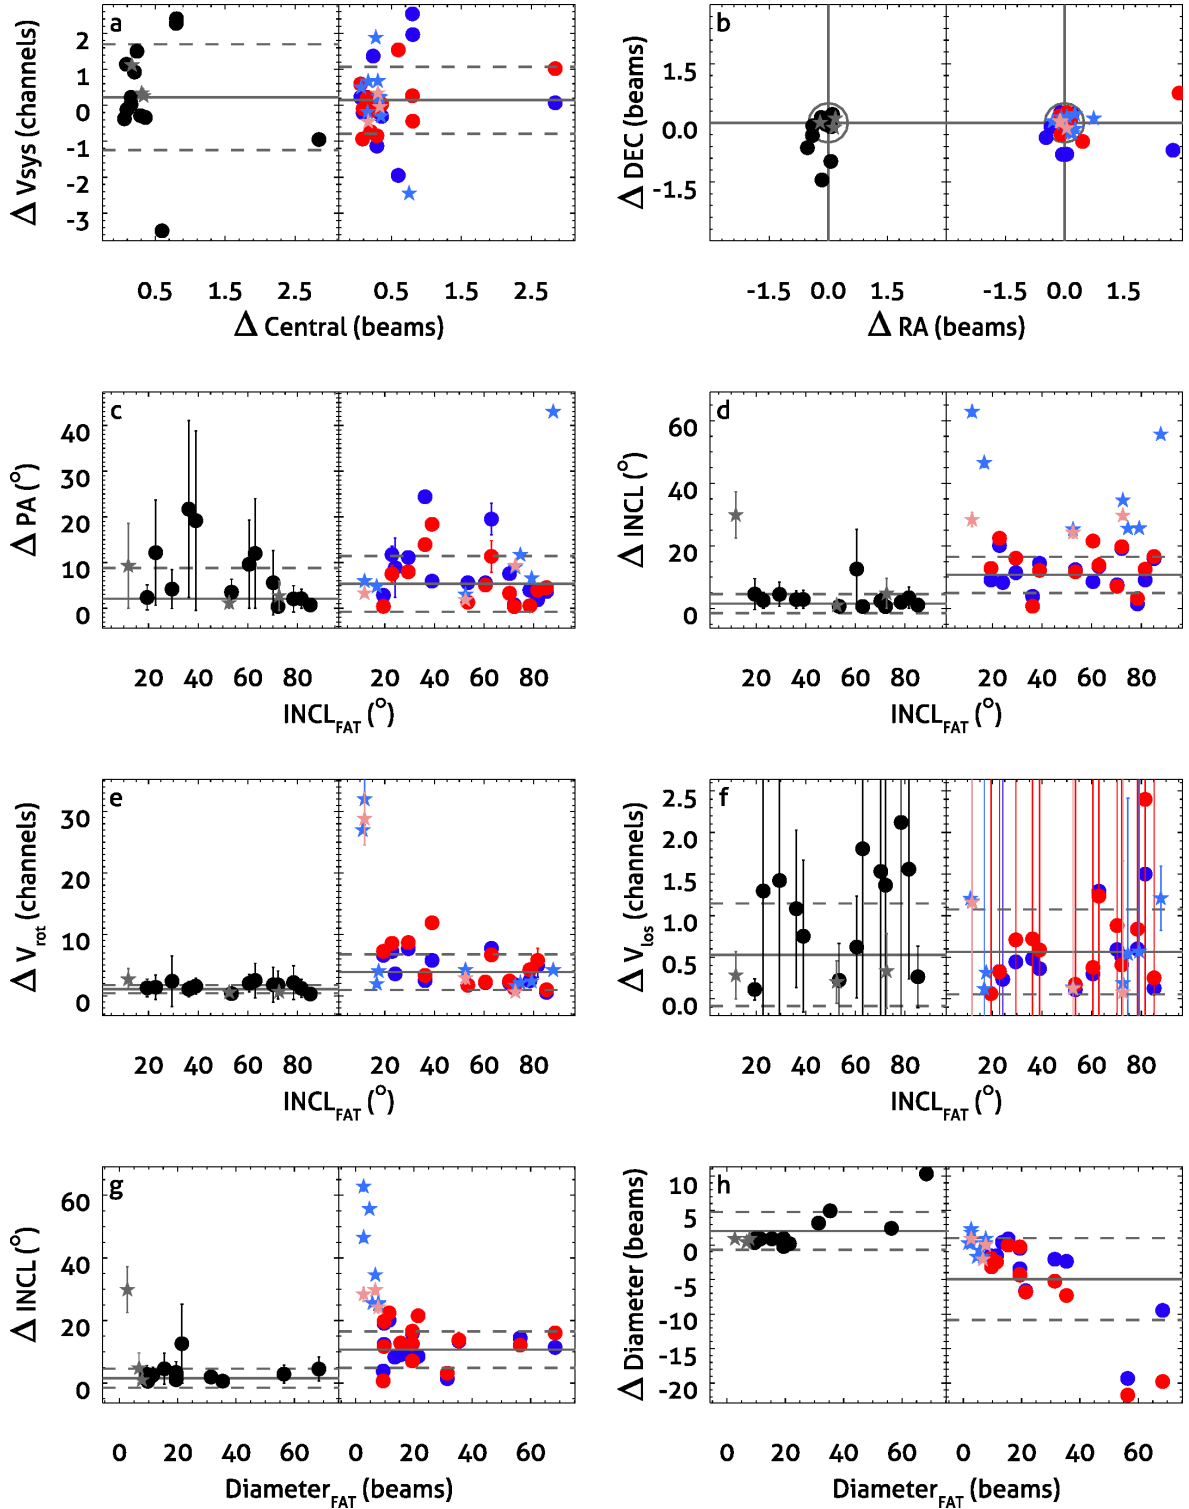 a
b
Δ Vsys (channels)
2
1
0
-1
-2
-3
Δ DEC (beams)
1.5
0.0
-1.5
0.5 1.5 2.5 0.5 1.5 2.5
-1.5 0.0 1.5 -1.5 0.0 1.5
Δ Central (beams)
Δ RA (beams)
c
d
Δ PA (°)
40
30
20
10
0
Δ INCL (°)
60
40
20
0
20 40 60 80 20 40 60 80
20 40 60 80 20 40 60 80
INCL_FAT (°)
INCL_FAT (°)
e
f
Δ V_rot (channels)
30
20
10
0
Δ V_los (channels)
2.5
2.0
1.5
1.0
0.5
0.0
20 40 60 80 20 40 60 80
20 40 60 80 20 40 60 80
INCL_FAT (°)
INCL_FAT (°)
g
h
Δ INCL (°)
60
40
20
0
Δ Diameter (beams)
10
5
0
-5
-10
-15
-20
0 20 40 60 0 20 40 60
0 20 40 60 0 20 40 60
Diameter_FAT (beams)
Diameter_FAT (beams)